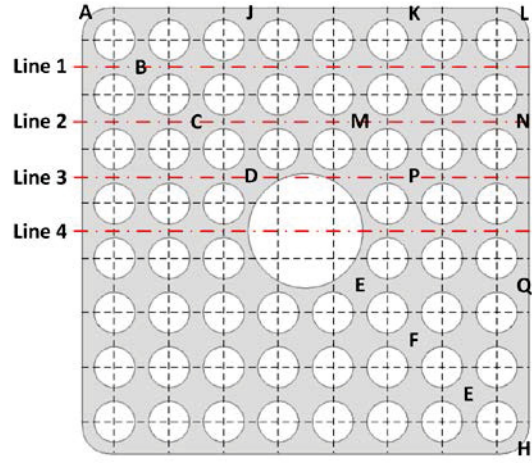 A J K L
Line 1 B
Line 2 C M N
Line 3 D P
Line 4
E Q
F
E
H